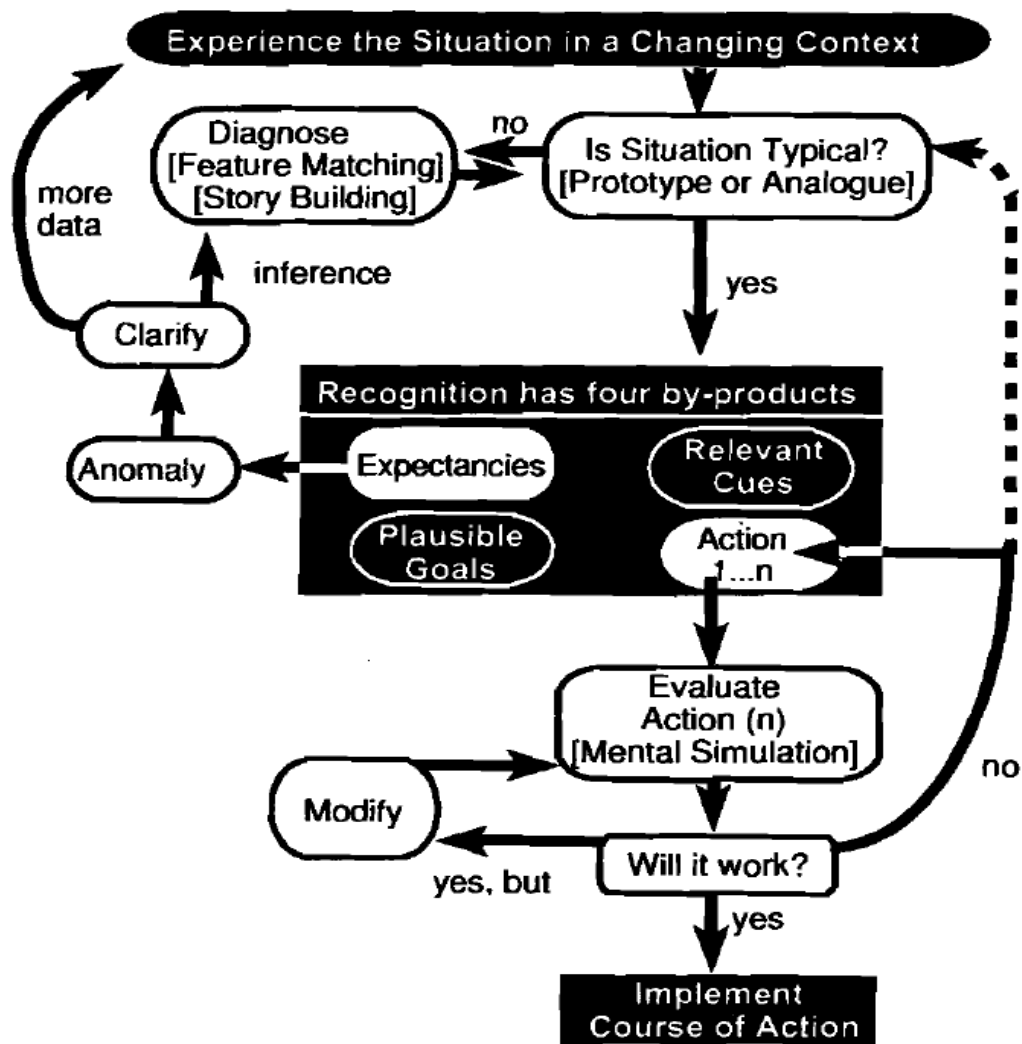 Experience the Situation in a Changing Context
Diagnose
[Feature Matching]
[Story Building]
no
Is Situation Typical?
[Prototype or Analogue]
more
data
inference
yes
Clarify
Recognition has four by-products
Anomaly
Expectancies
Relevant
Cues
Plausible
Goals
Action
1...n
Evaluate
Action (n)
[Mental Simulation]
no
Modify
yes, but
Will it work?
yes
Implement
Course of Action